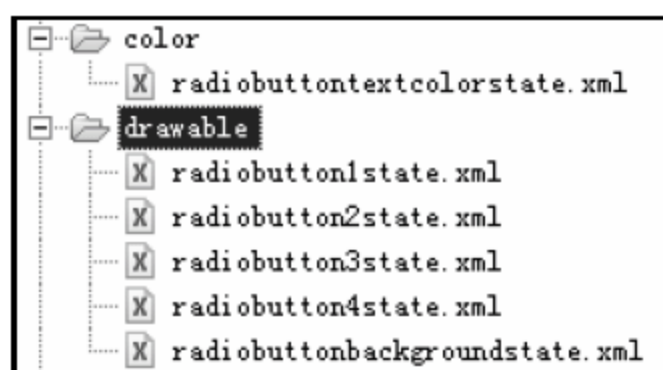 color
radiobuttontextcolorstate.xml
drawable
radiobutton1state.xml
radiobutton2state.xml
radiobutton3state.xml
radiobutton4state.xml
radiobuttonbackgroundstate.xml